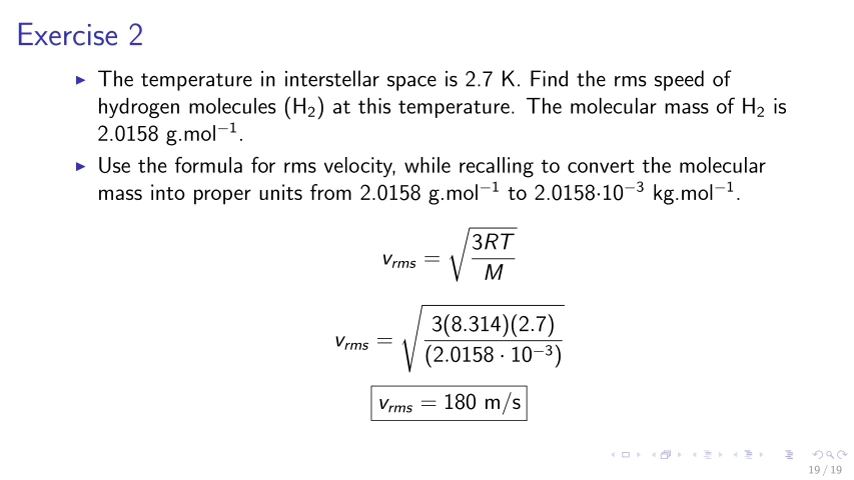 Exercise 2
▶ The temperature in interstellar space is 2.7 K. Find the rms speed of
hydrogen molecules (H₂) at this temperature. The molecular mass of H₂ is
2.0158 g.mol⁻¹.
▶ Use the formula for rms velocity, while recalling to convert the molecular
mass into proper units from 2.0158 g.mol⁻¹ to 2.0158·10⁻³ kg.mol⁻¹.
v_rms = √(3RT / M)
v_rms = √(3(8.314)(2.7) / (2.0158 · 10⁻³))
v_rms = 180 m/s
19 / 19